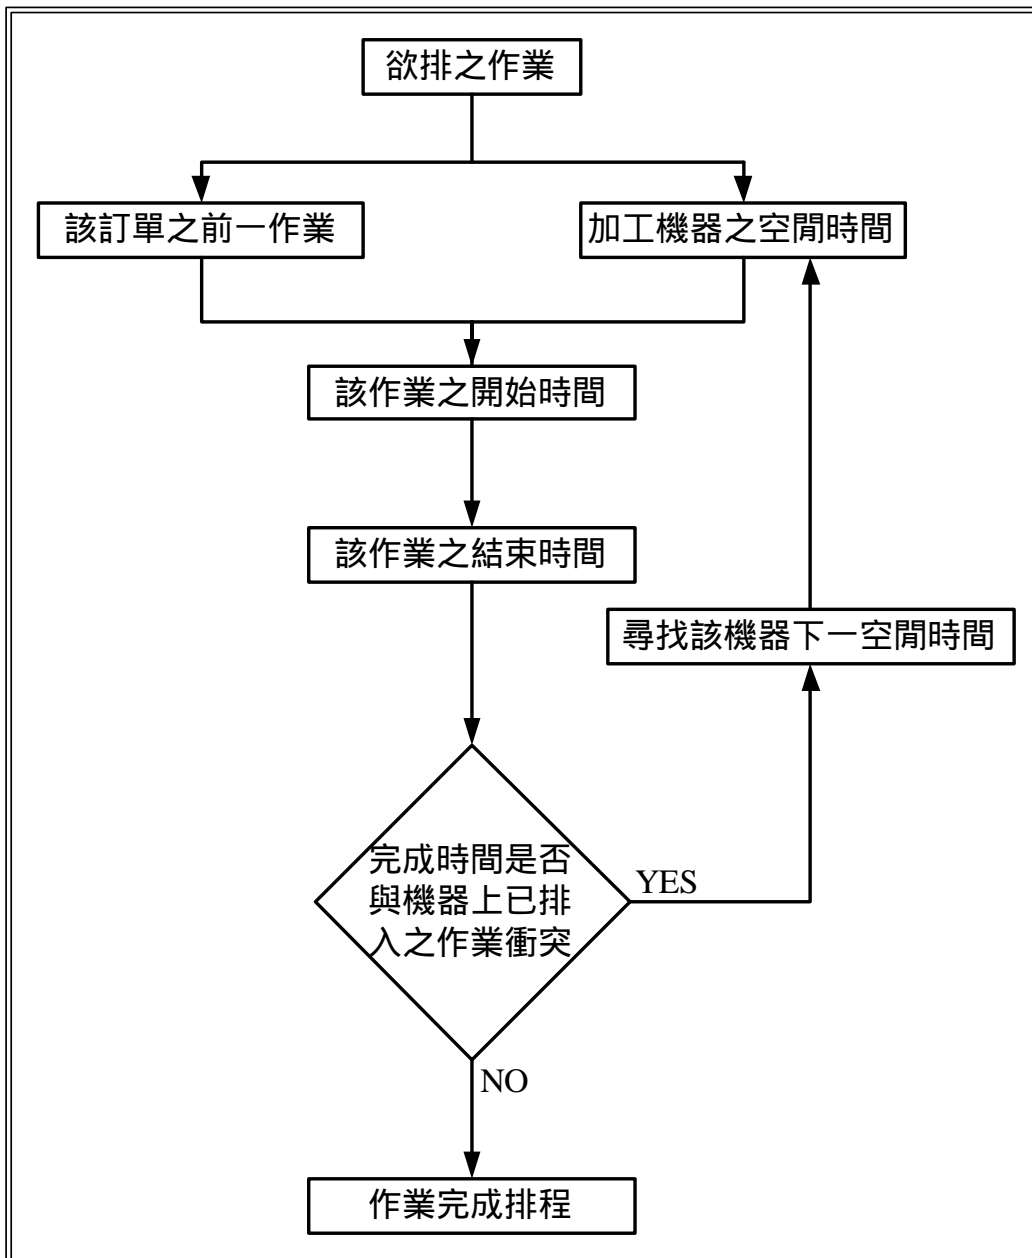 欲排之作業
該訂單之前一作業
加工機器之空閒時間
該作業之開始時間
該作業之結束時間
尋找該機器下一空閒時間
完成時間是否
與機器上已排
入之作業衝突
YES
NO
作業完成排程